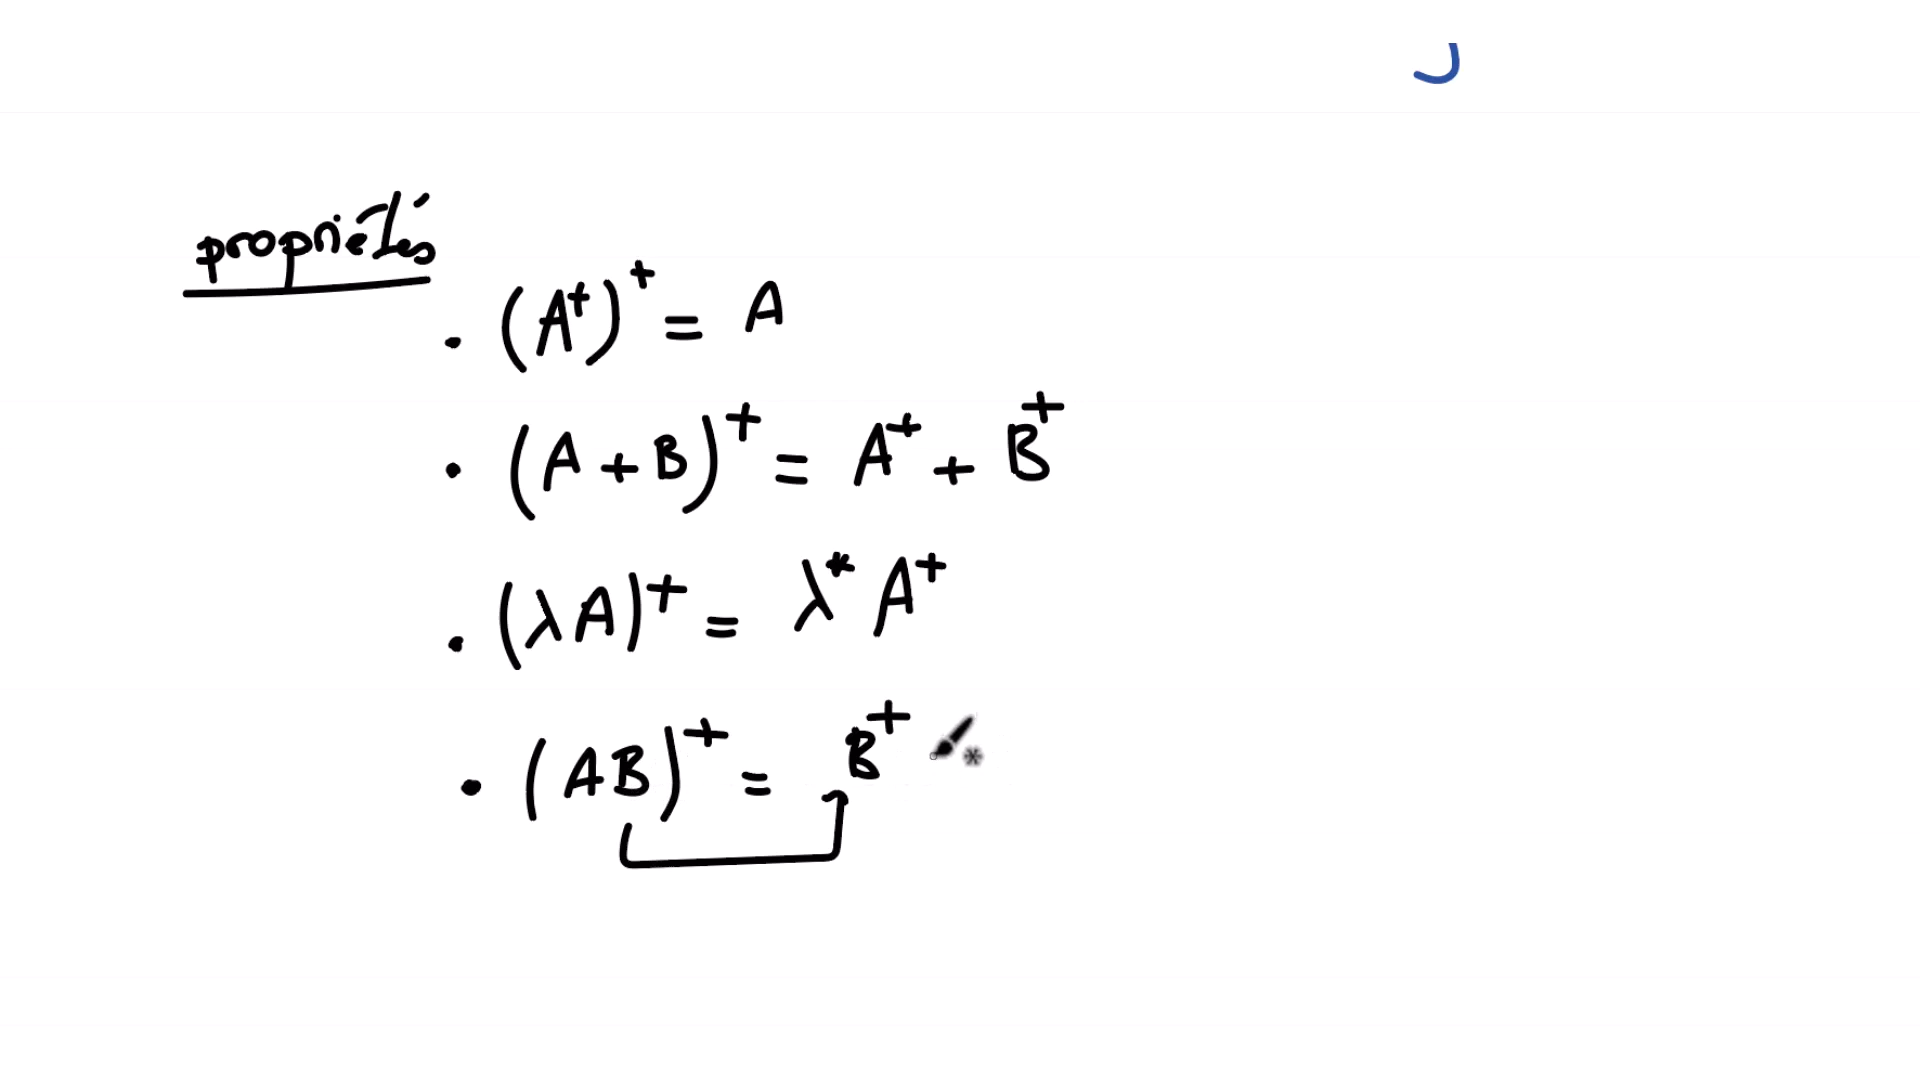 propriétés
• (A⁺)⁺ = A
• (A + B)⁺ = A⁺ + B⁺
• (λA)⁺ = λ* A⁺
• (AB)⁺ = B⁺